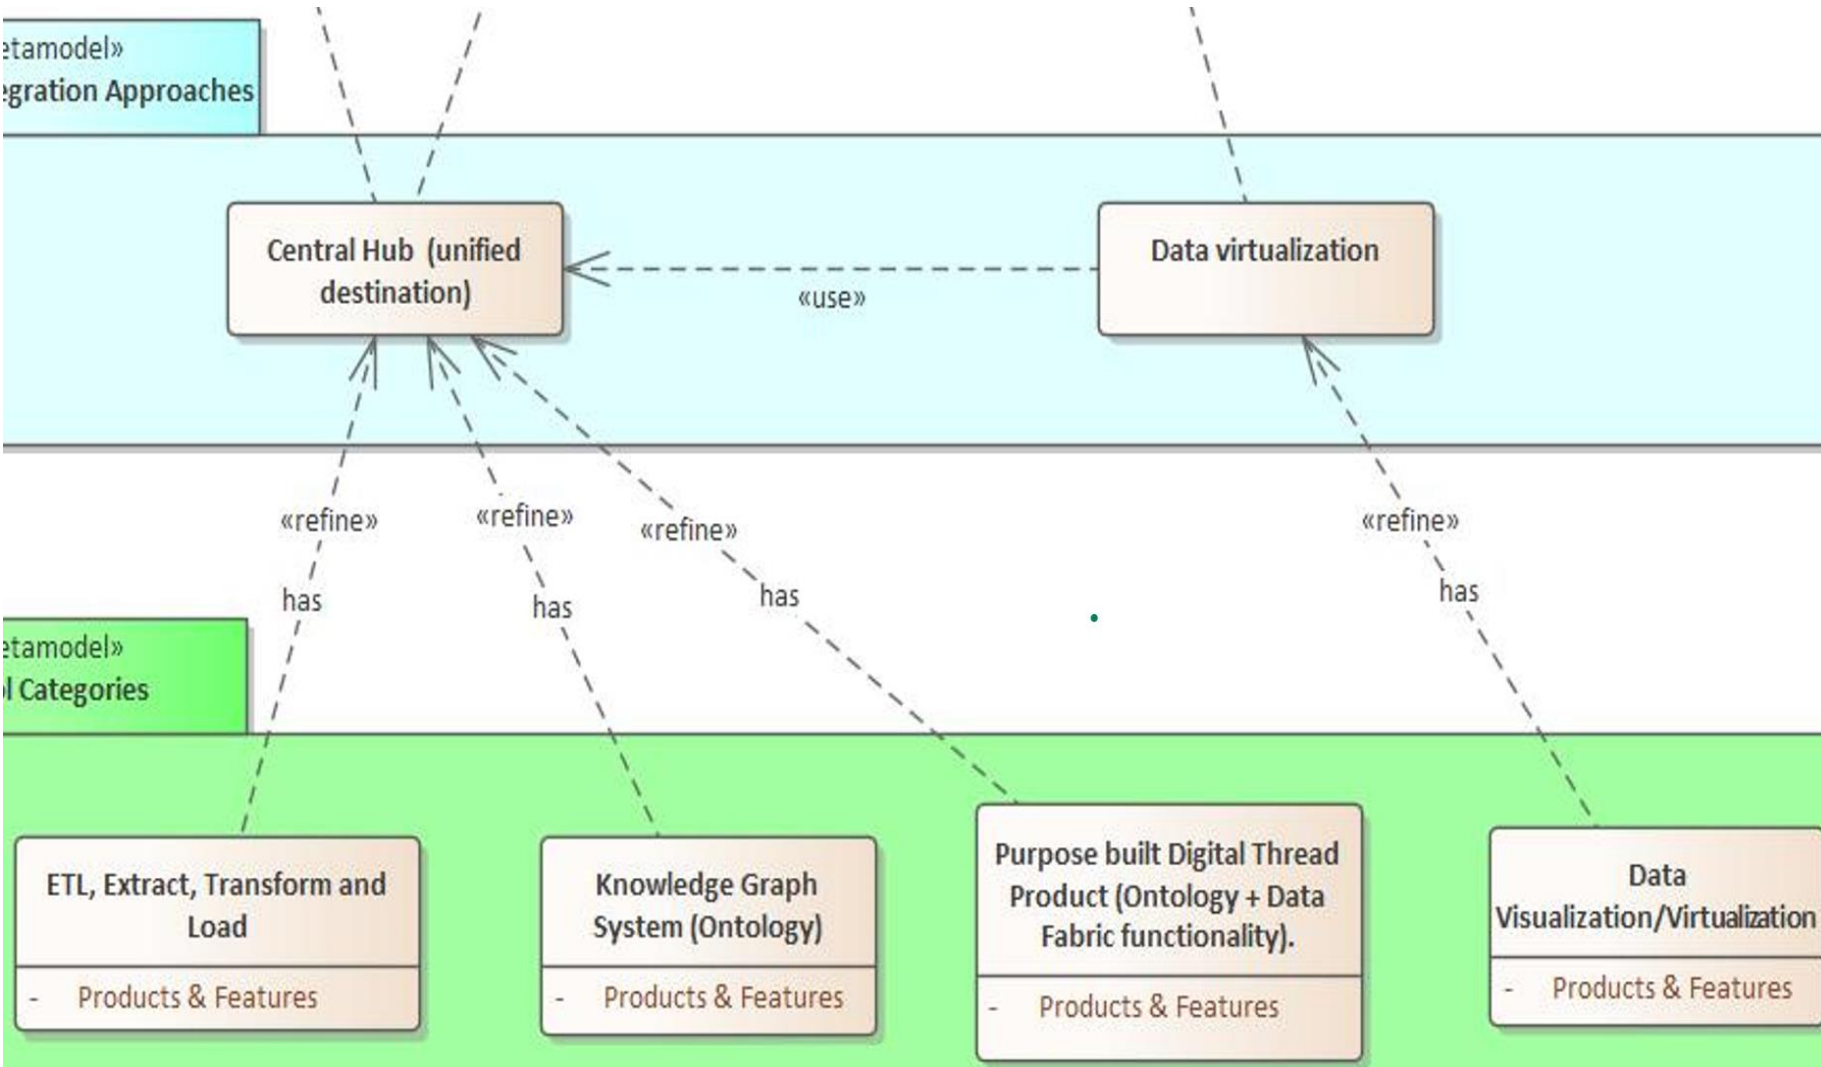 etamodel»
egration Approaches
Central Hub (unified
destination)
Data virtualization
«use»
«refine»
«refine»
«refine»
«refine»
has
has
has
has
etamodel»
l Categories
ETL, Extract, Transform and
Load
- Products & Features
Knowledge Graph
System (Ontology)
- Products & Features
Purpose built Digital Thread
Product (Ontology + Data
Fabric functionality).
- Products & Features
Data
Visualization/Virtualization
- Products & Features